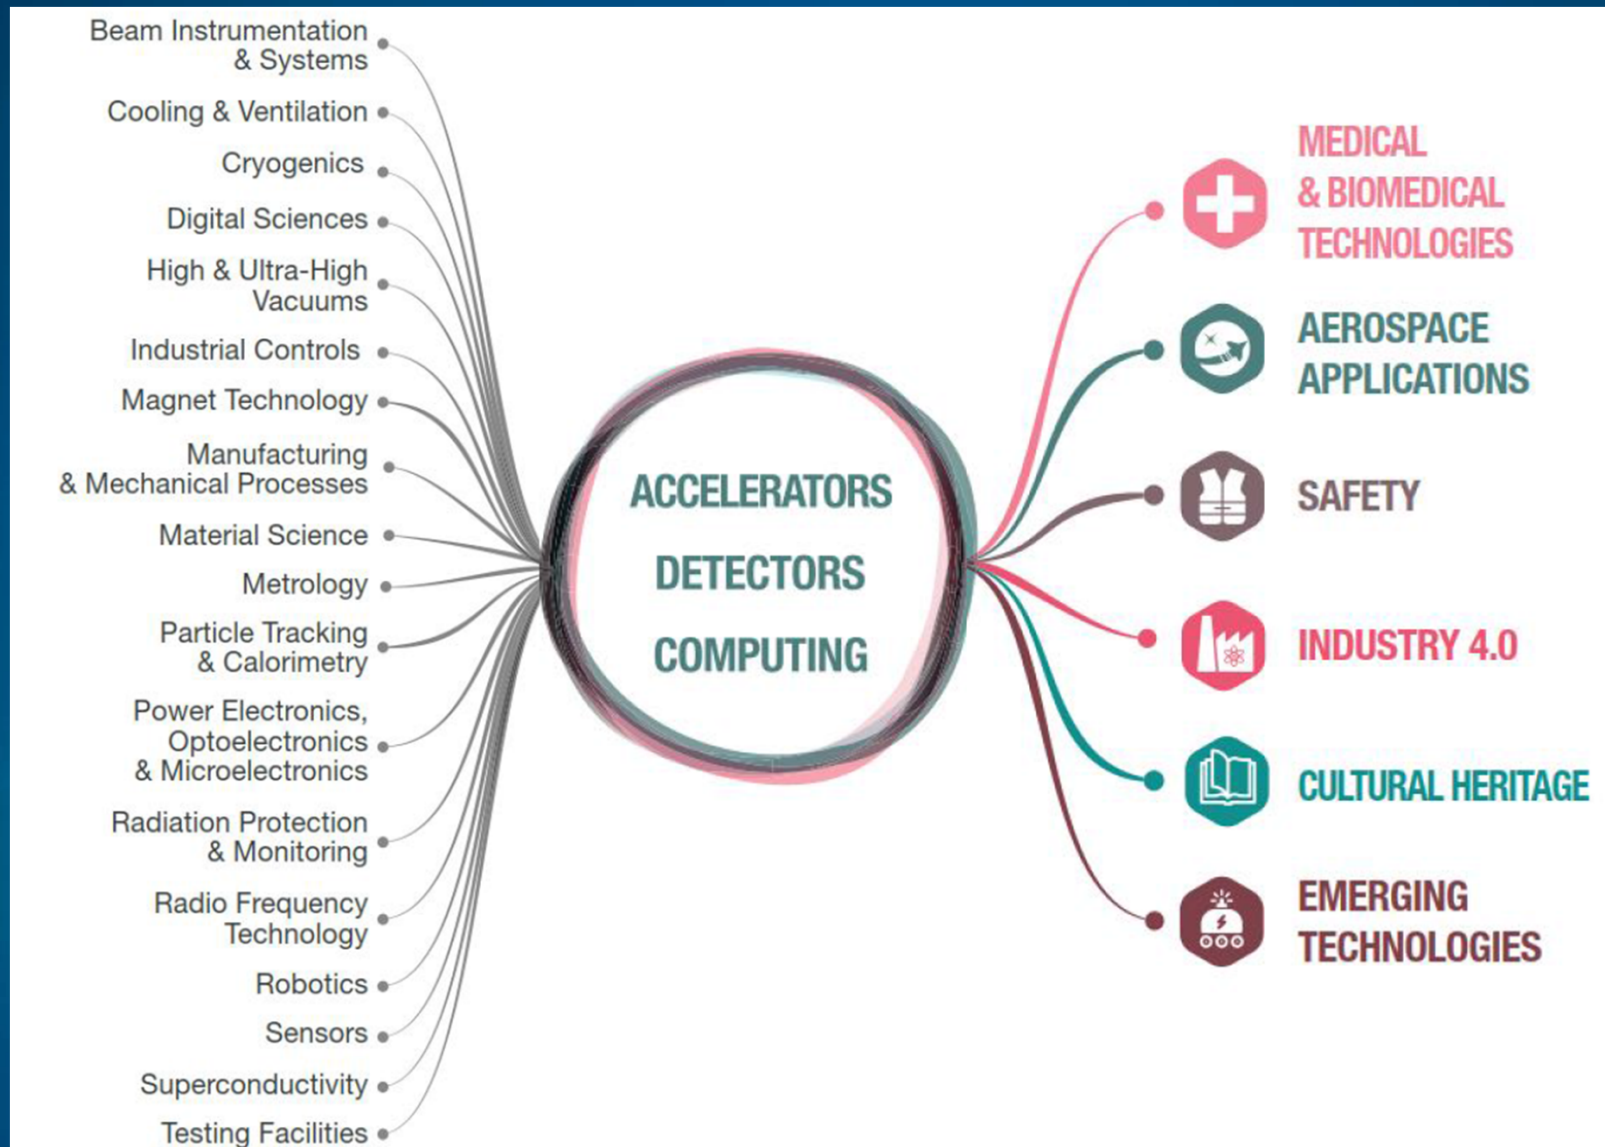 Beam Instrumentation
& Systems
Cooling & Ventilation
Cryogenics
Digital Sciences
High & Ultra-High
Vacuums
Industrial Controls
Magnet Technology
Manufacturing
& Mechanical Processes
Material Science
Metrology
Particle Tracking
& Calorimetry
Power Electronics,
Optoelectronics
& Microelectronics
Radiation Protection
& Monitoring
Radio Frequency
Technology
Robotics
Sensors
Superconductivity
Testing Facilities
ACCELERATORS
DETECTORS
COMPUTING
MEDICAL
& BIOMEDICAL
TECHNOLOGIES
AEROSPACE
APPLICATIONS
SAFETY
INDUSTRY 4.0
CULTURAL HERITAGE
EMERGING
TECHNOLOGIES